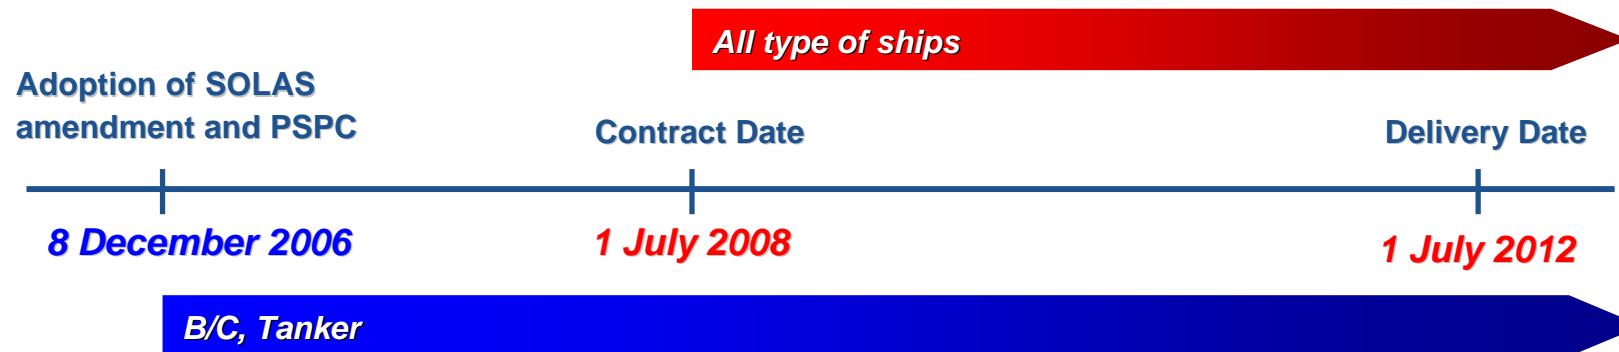 All type of ships
Adoption of SOLAS
amendment and PSPC
Contract Date
Delivery Date
8 December 2006
1 July 2008
1 July 2012
B/C, Tanker